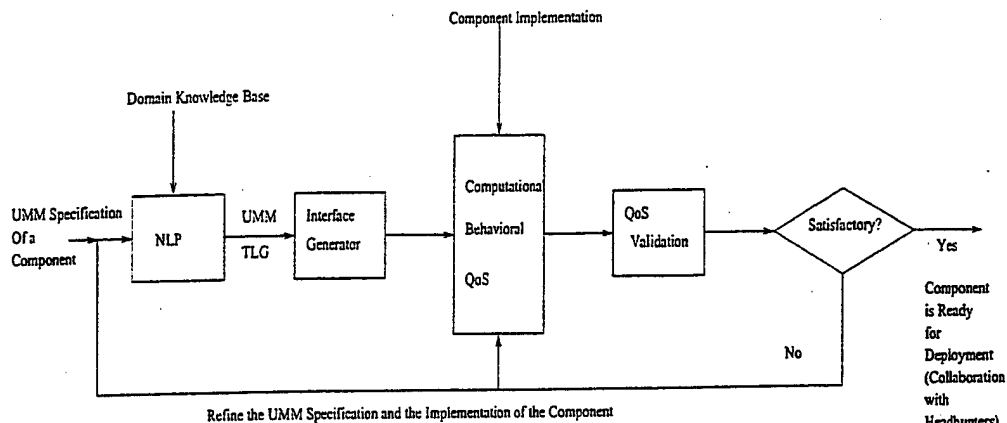 Component Implementation
Domain Knowledge Base
UMM Specification
Of a
Component
NLP
UMM
TLG
Interface
Generator
Computational
Behavioral
QoS
QoS
Validation
Satisfactory?
Yes
No
Component
is Ready
for
Deployment
(Collaboration
with
Headhunters)
Refine the UMM Specification and the Implementation of the Component